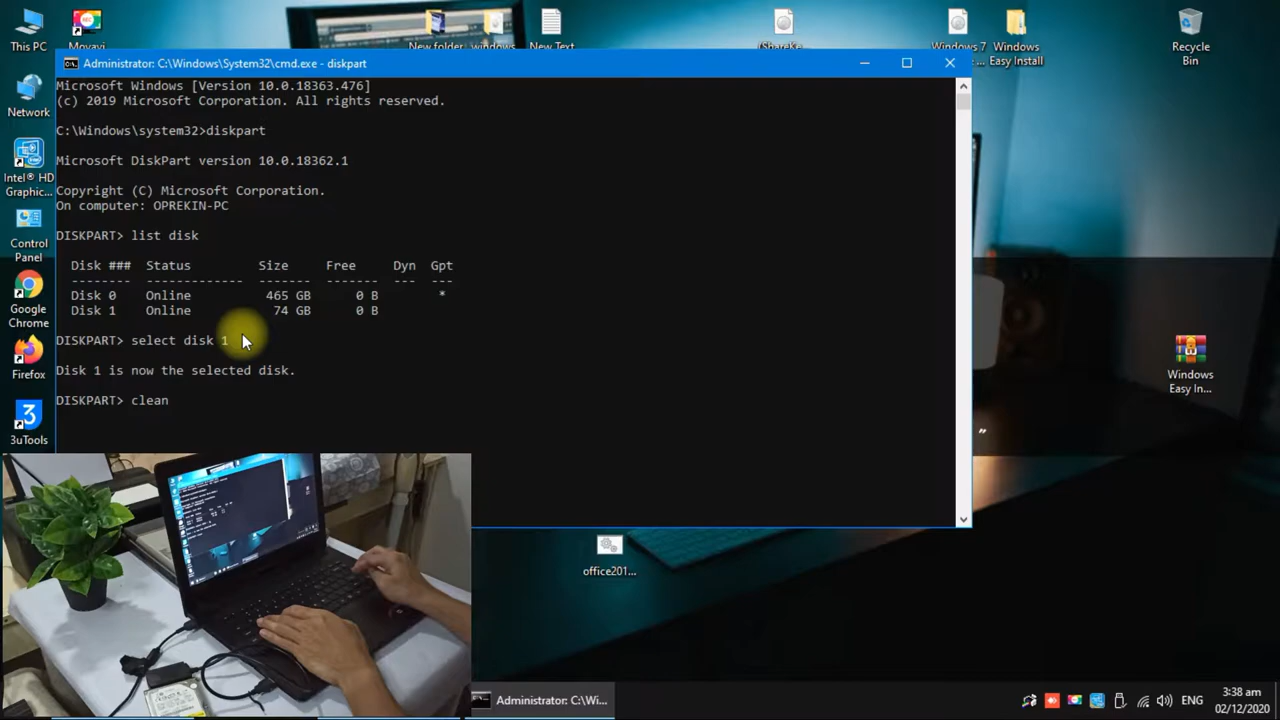 This PC
Movavi
New folder
windows
New Text
(ShareKe
Windows 7
...
Windows
Easy Install
Recycle
Bin
Administrator: C:\Windows\System32\cmd.exe - diskpart
Microsoft Windows [Version 10.0.18363.476]
(c) 2019 Microsoft Corporation. All rights reserved.
C:\Windows\system32>diskpart
Microsoft DiskPart version 10.0.18362.1
Copyright (C) Microsoft Corporation.
On computer: OPREKIN-PC
DISKPART> list disk
Disk ### Status Size Free Dyn Gpt
-------- ------------- ------- ------- --- ---
Disk 0 Online 465 GB 0 B *
Disk 1 Online 74 GB 0 B
DISKPART> select disk 1
Disk 1 is now the selected disk.
DISKPART> clean
Network
Intel® HD
Graphic...
Control
Panel
Google
Chrome
Firefox
3uTools
Windows
Easy In...
"
office201...
Administrator: C:\Wi...
ENG
3:38 am
02/12/2020